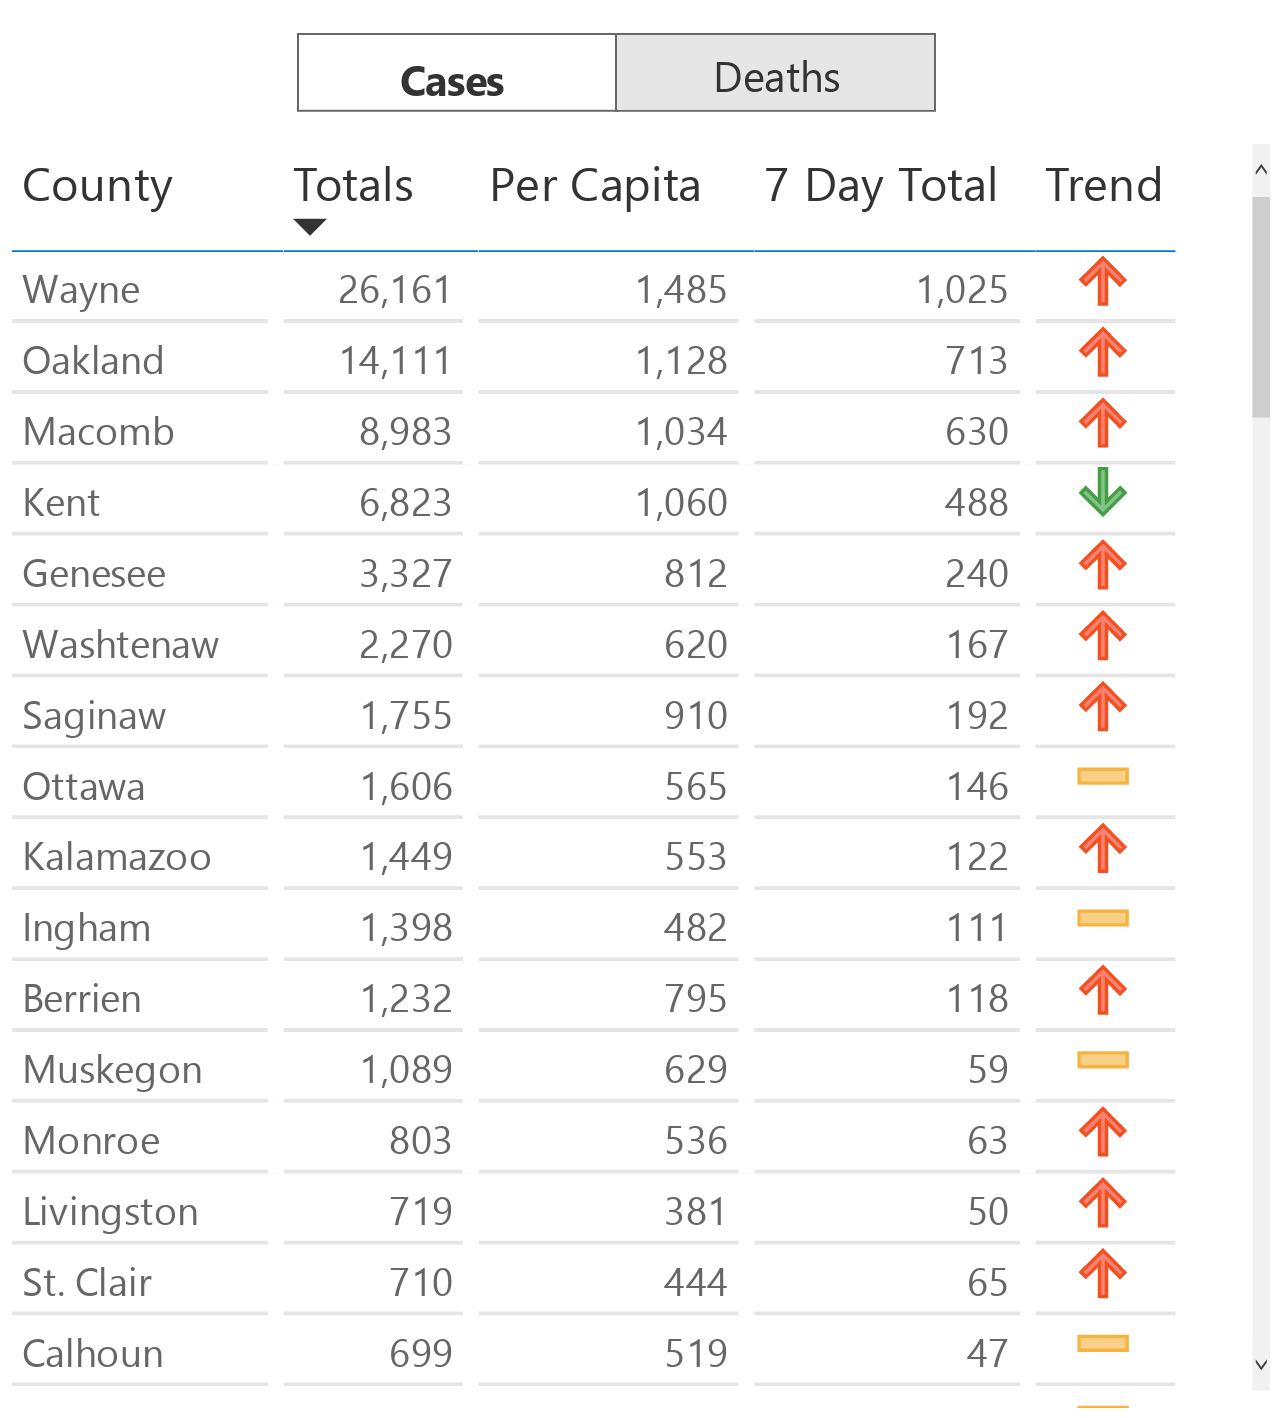 Cases Deaths
County Totals Per Capita 7 Day Total Trend
Wayne 26,161 1,485 1,025
Oakland 14,111 1,128 713
Macomb 8,983 1,034 630
Kent 6,823 1,060 488
Genesee 3,327 812 240
Washtenaw 2,270 620 167
Saginaw 1,755 910 192
Ottawa 1,606 565 146
Kalamazoo 1,449 553 122
Ingham 1,398 482 111
Berrien 1,232 795 118
Muskegon 1,089 629 59
Monroe 803 536 63
Livingston 719 381 50
St. Clair 710 444 65
Calhoun 699 519 47